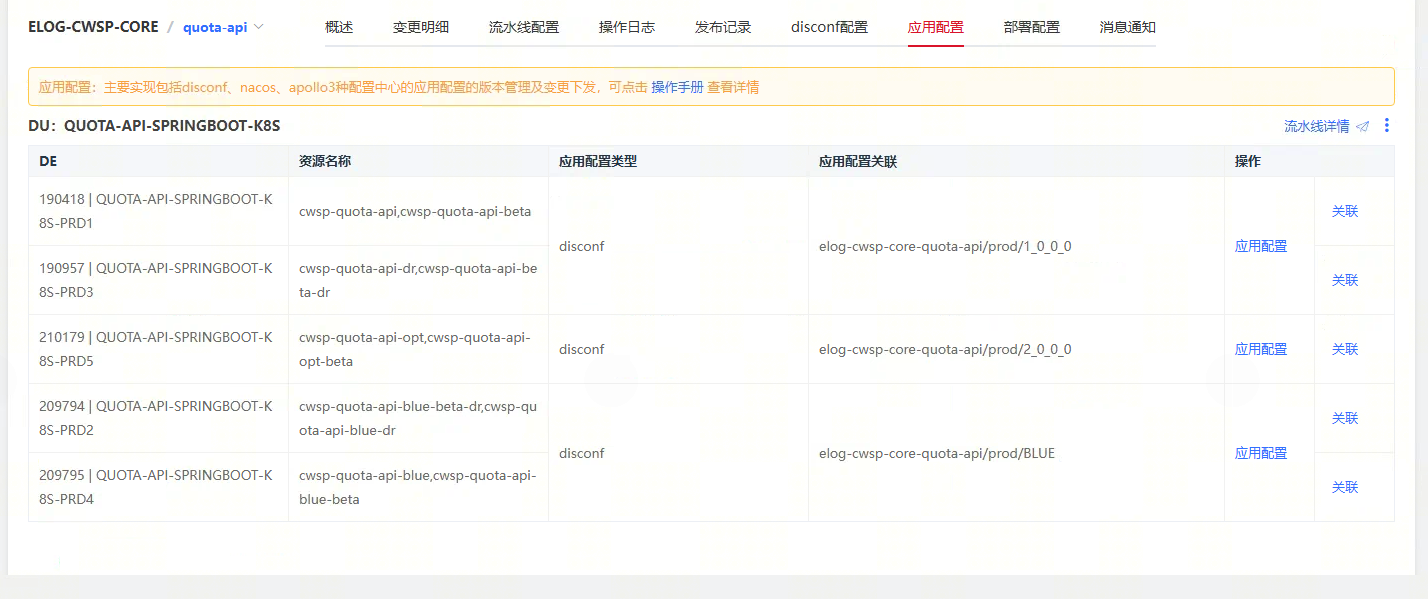 ELOG-CWSP-CORE / quota-api
概述 变更明细 流水线配置 操作日志 发布记录 disconf配置 应用配置 部署配置 消息通知
应用配置：主要实现包括disconf、nacos、apollo3种配置中心的应用配置的版本管理及变更下发，可点击 操作手册 查看详情
DU：QUOTA-API-SPRINGBOOT-K8S
流水线详情
DE 资源名称 应用配置类型 应用配置关联 操作
190418 | QUOTA-API-SPRINGBOOT-K
8S-PRD1
cwsp-quota-api,cwsp-quota-api-beta
disconf
elog-cwsp-core-quota-api/prod/1_0_0_0
应用配置
关联
190957 | QUOTA-API-SPRINGBOOT-K
8S-PRD3
cwsp-quota-api-dr,cwsp-quota-api-be
ta-dr
关联
210179 | QUOTA-API-SPRINGBOOT-K
8S-PRD5
cwsp-quota-api-opt,cwsp-quota-api-
opt-beta
disconf
elog-cwsp-core-quota-api/prod/2_0_0_0
应用配置
关联
209794 | QUOTA-API-SPRINGBOOT-K
8S-PRD2
cwsp-quota-api-blue-beta-dr,cwsp-qu
ota-api-blue-dr
disconf
elog-cwsp-core-quota-api/prod/BLUE
应用配置
关联
209795 | QUOTA-API-SPRINGBOOT-K
8S-PRD4
cwsp-quota-api-blue,cwsp-quota-api-
blue-beta
关联